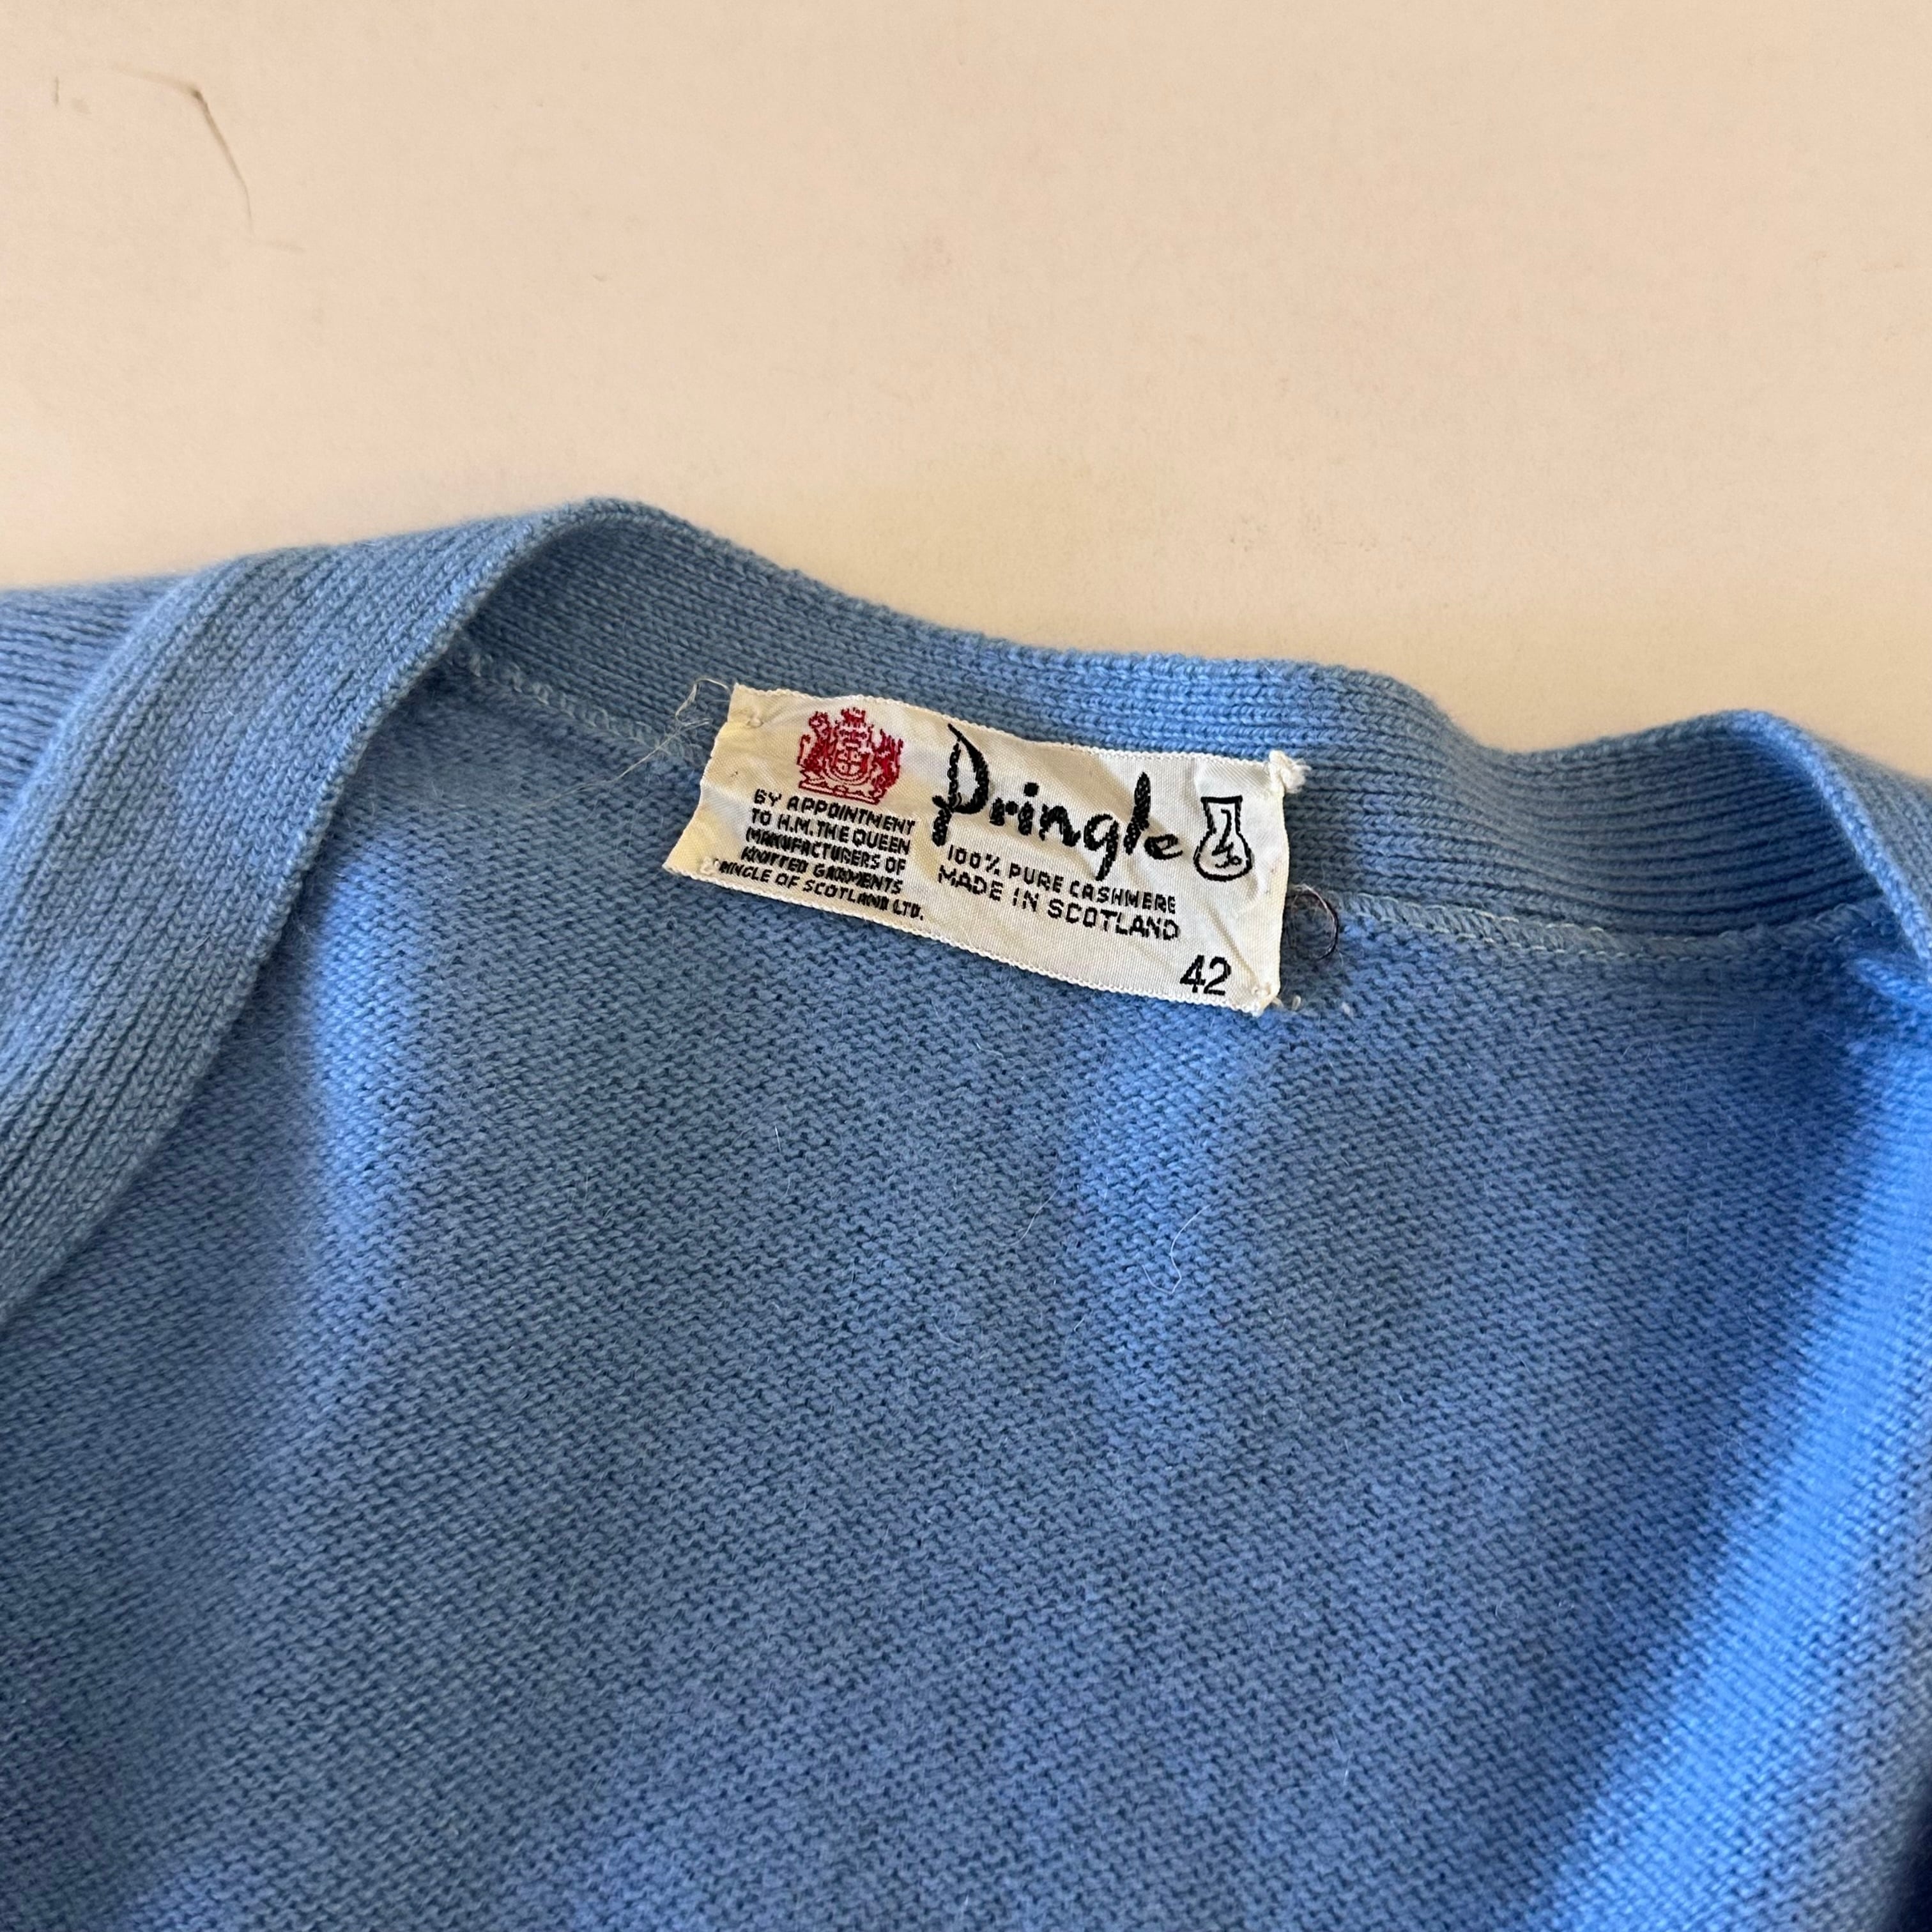 BY APPOINTMENT
TO H.M. THE QUEEN
MANUFACTURERS OF
KNITTED GARMENTS
PRINGLE OF SCOTLAND LTD.
Pringle
100% PURE CASHMERE
MADE IN SCOTLAND
42